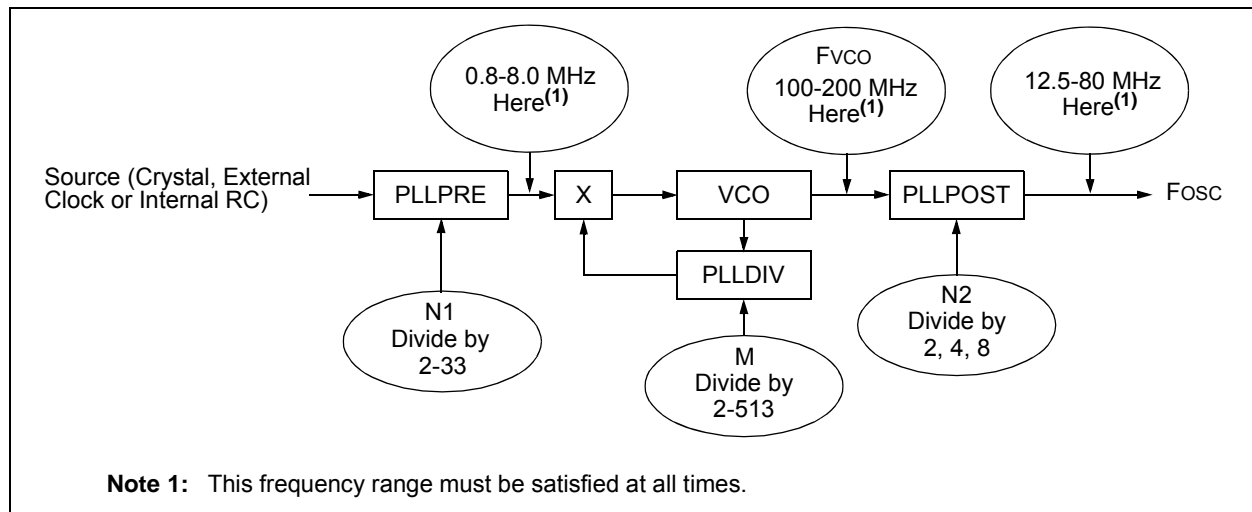 0.8-8.0 MHz
Here(1)
FVCO
100-200 MHz
Here(1)
12.5-80 MHz
Here(1)
Source (Crystal, External
Clock or Internal RC)
PLLPRE
X
VCO
PLLPOST
FOSC
PLLDIV
N1
Divide by
2-33
M
Divide by
2-513
N2
Divide by
2, 4, 8
Note 1: This frequency range must be satisfied at all times.